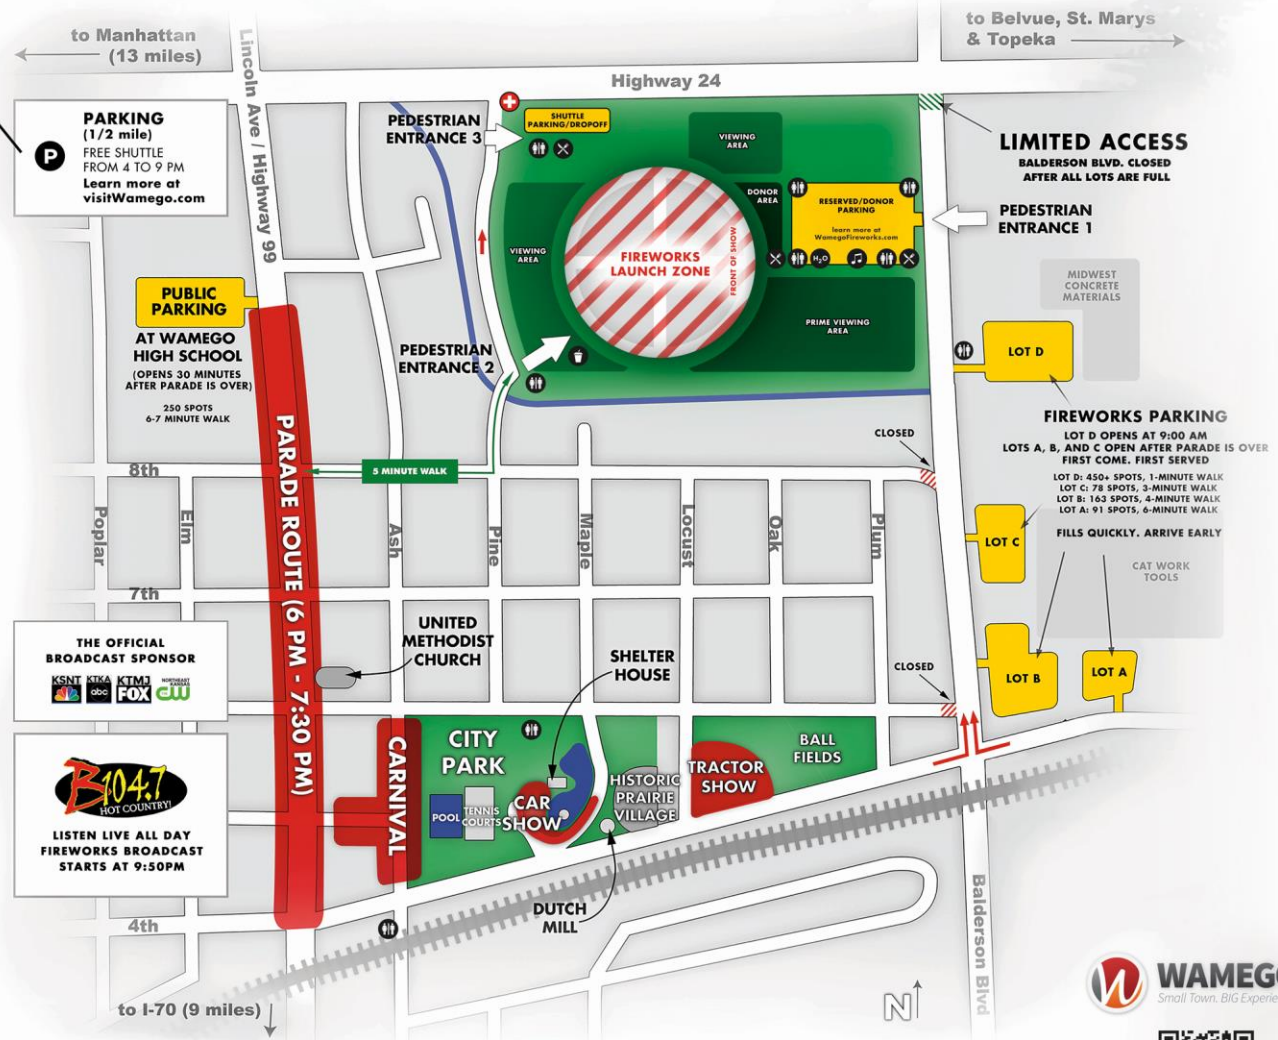 to Manhattan
(13 miles)
Lincoln Ave / Highway 99
to Belvue, St. Marys
& Topeka
Highway 24
P
PARKING
(1/2 mile)
FREE SHUTTLE
FROM 4 TO 9 PM
Learn more at
visitWamego.com
PEDESTRIAN
ENTRANCE 3
SHUTTLE
PARKING/DROPOFF
VIEWING
AREA
LIMITED ACCESS
BALDERSON BLVD. CLOSED
AFTER ALL LOTS ARE FULL
DONOR
AREA
RESERVED/DONOR
PARKING
learn more at
WamegoFireworks.com
H₂O
PEDESTRIAN
ENTRANCE 1
VIEWING
AREA
FIREWORKS
LAUNCH ZONE
FRONT OF SHOW
PRIME VIEWING
AREA
MIDWEST
CONCRETE
MATERIALS
PUBLIC
PARKING
AT WAMEGO
HIGH SCHOOL
(OPENS 30 MINUTES
AFTER PARADE IS OVER)
250 SPOTS
6-7 MINUTE WALK
PEDESTRIAN
ENTRANCE 2
LOT D
FIREWORKS PARKING
LOT D OPENS AT 9:00 AM
LOTS A, B, AND C OPEN AFTER PARADE IS OVER
FIRST COME. FIRST SERVED
LOT D: 450+ SPOTS, 1-MINUTE WALK
LOT C: 78 SPOTS, 3-MINUTE WALK
LOT B: 163 SPOTS, 4-MINUTE WALK
LOT A: 91 SPOTS, 6-MINUTE WALK
FILLS QUICKLY. ARRIVE EARLY
CLOSED
PARADE ROUTE (6 PM - 7:30 PM)
8th
5 MINUTE WALK
Poplar
Elm
Ash
Pine
Maple
Locust
Oak
Plum
LOT C
CAT WORK
TOOLS
7th
THE OFFICIAL
BROADCAST SPONSOR
KSNT
KTKA
abc
KTMJ
FOX
NORTHEAST
KANSAS
CW
UNITED
METHODIST
CHURCH
SHELTER
HOUSE
CLOSED
LOT B
LOT A
CARNIVAL
CITY
PARK
POOL
TENNIS
COURTS
CAR
SHOW
HISTORIC
PRAIRIE
VILLAGE
TRACTOR
SHOW
BALL
FIELDS
B104.7
HOT COUNTRY!
LISTEN LIVE ALL DAY
FIREWORKS BROADCAST
STARTS AT 9:50PM
DUTCH
MILL
4th
Balderson Blvd
to I-70 (9 miles)
N
WAMEGO
Small Town. BIG Experie